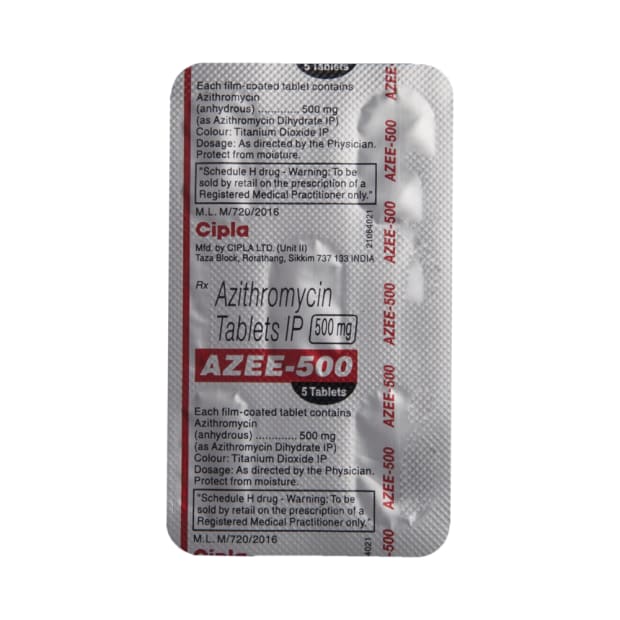 5 Tablets
Each film-coated tablet contains
Azithromycin
(anhydrous) ............ 500 mg
(as Azithromycin Dihydrate IP)
Colour: Titanium Dioxide IP
Dosage: As directed by the Physician.
Protect from moisture.
"Schedule H drug - Warning: To be
sold by retail on the prescription of a
Registered Medical Practitioner only."
M.L. M/720/2016
Cipla
Mfd. by CIPLA LTD. (Unit II)
Taza Block, Rorathang, Sikkim 737 133 INDIA
21064021
Rx
Azithromycin
Tablets IP 500 mg
AZEE-500
5 Tablets
Each film-coated tablet contains
Azithromycin
(anhydrous) ............. 500 mg
(as Azithromycin Dihydrate IP)
Colour: Titanium Dioxide IP
Dosage: As directed by the Physician.
Protect from moisture.
"Schedule H drug - Warning: To be
sold by retail on the prescription of a
Registered Medical Practitioner only."
M.L. M/720/2016
Cipla
4021
AZEE-
AZEE-500
AZEE-500
AZEE-500
AZEE-500
AZEE-500
-500